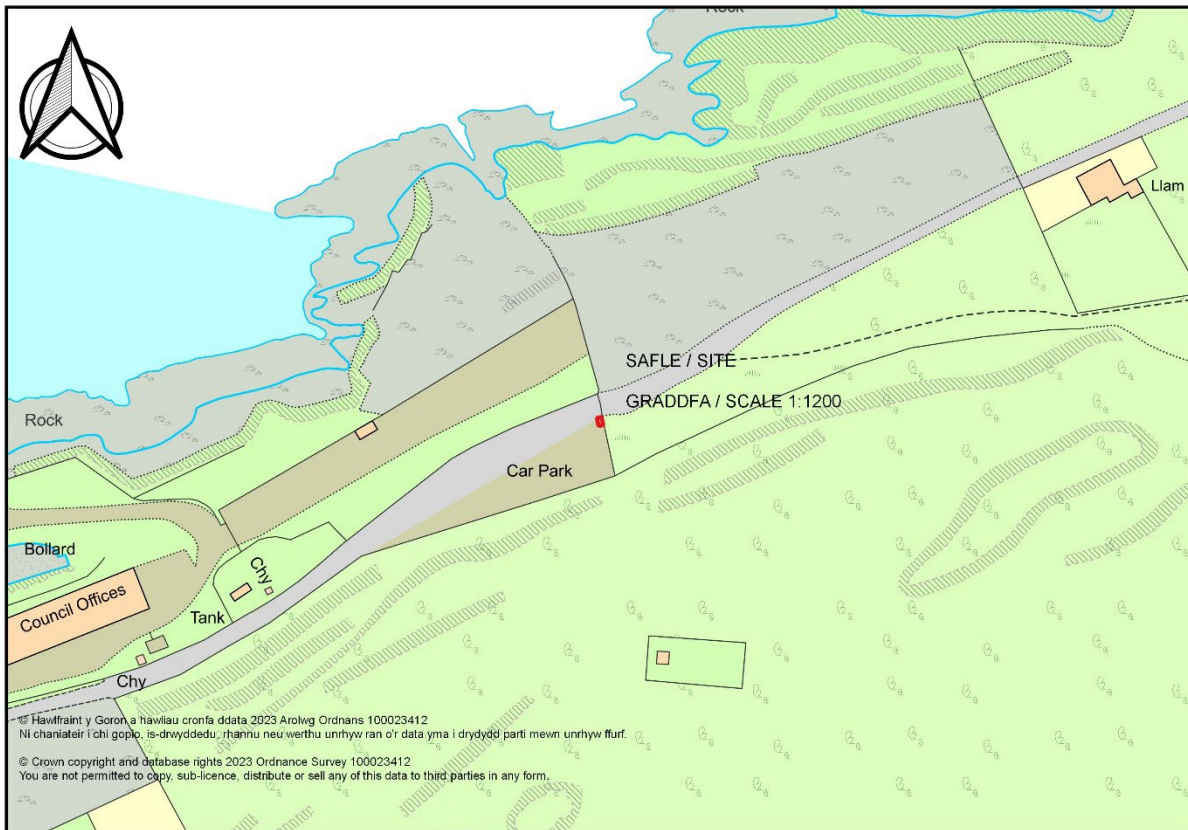 Rock
Llam
SAFLE / SITE
Rock
GRADDFA / SCALE 1:1200
Car Park
Bollard
Chy
Council Offices
Tank
Chy
© Hawlfraint y Goron a hawliau cronfa ddata 2023 Arolwg Ordnans 100023412
Ni chaniateir i chi gopïo, is-drwyddedu, rhannu neu werthu unrhyw ran o'r data yma i drydydd parti mewn unrhyw ffurf.
© Crown copyright and database rights 2023 Ordnance Survey 100023412
You are not permitted to copy, sub-licence, distribute or sell any of this data to third parties in any form.